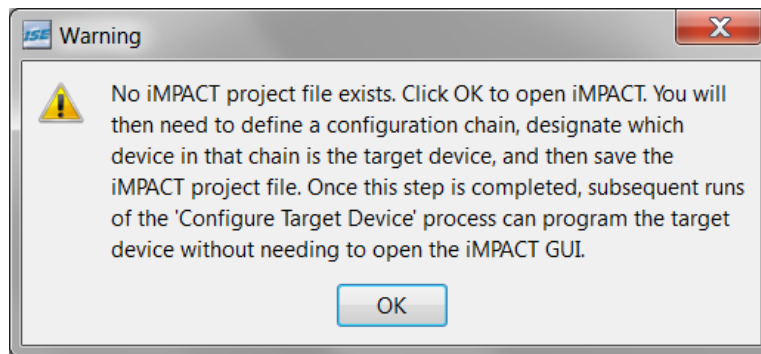 ISE Warning
No iMPACT project file exists. Click OK to open iMPACT. You will
then need to define a configuration chain, designate which
device in that chain is the target device, and then save the
iMPACT project file. Once this step is completed, subsequent runs
of the 'Configure Target Device' process can program the target
device without needing to open the iMPACT GUI.
OK